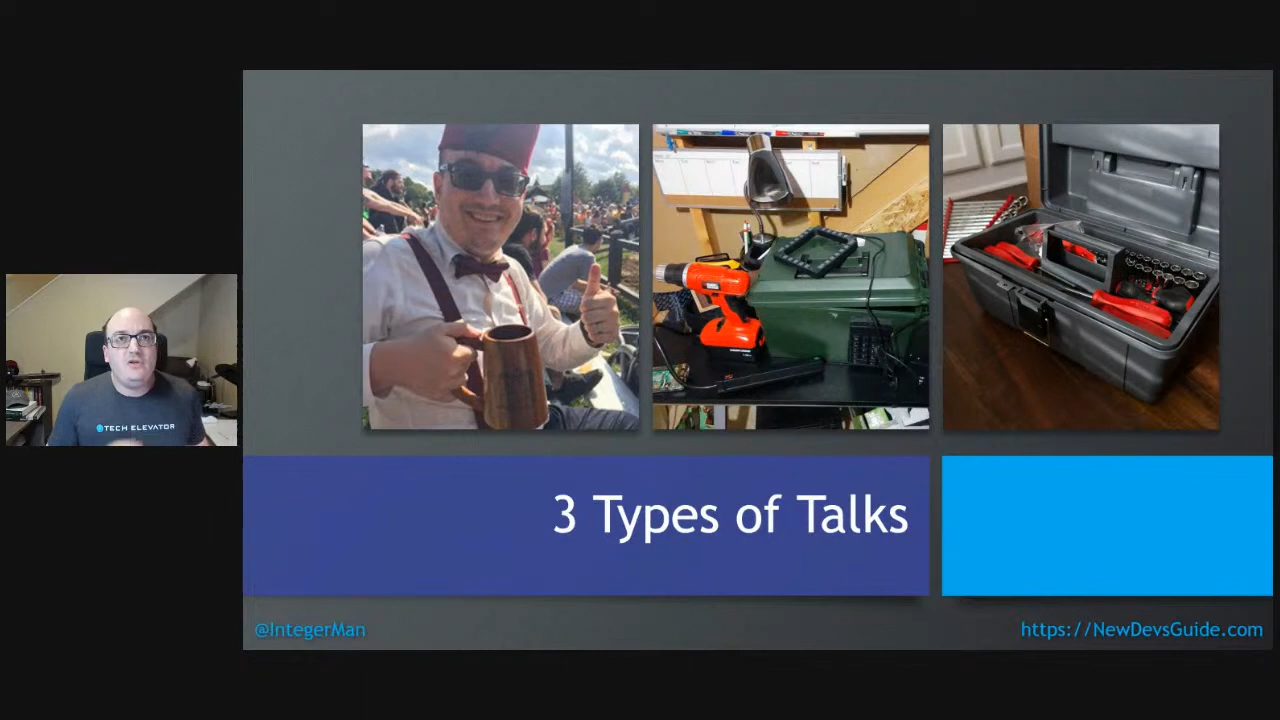 TECH ELEVATOR
3 Types of Talks
@IntegerMan
https://NewDevsGuide.com